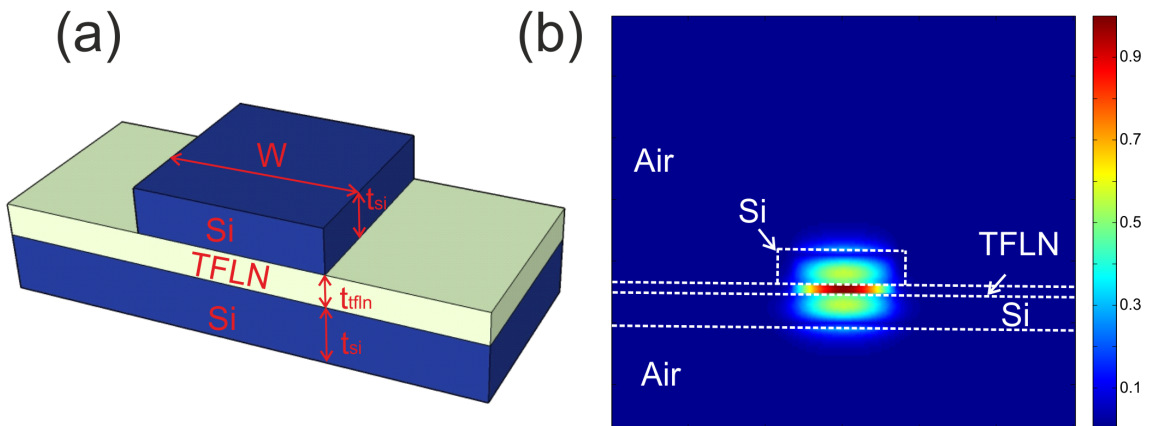 (a)
W
tsi
Si
TFLN
ttfln
Si
tsi
(b)
Air
Si
TFLN
Si
Air
0.9
0.7
0.5
0.3
0.1